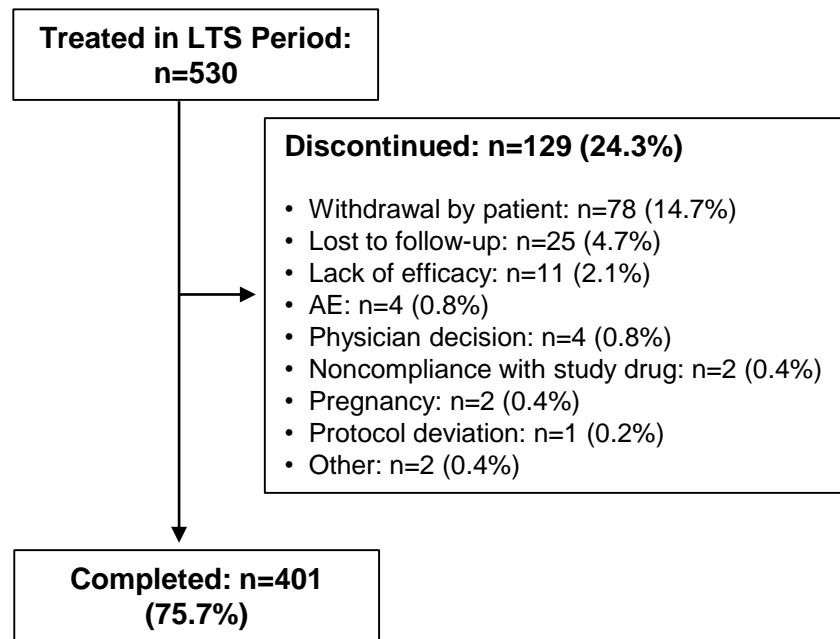 Treated in LTS Period:
n=530
Discontinued: n=129 (24.3%)
• Withdrawal by patient: n=78 (14.7%)
• Lost to follow-up: n=25 (4.7%)
• Lack of efficacy: n=11 (2.1%)
• AE: n=4 (0.8%)
• Physician decision: n=4 (0.8%)
• Noncompliance with study drug: n=2 (0.4%)
• Pregnancy: n=2 (0.4%)
• Protocol deviation: n=1 (0.2%)
• Other: n=2 (0.4%)
Completed: n=401
(75.7%)